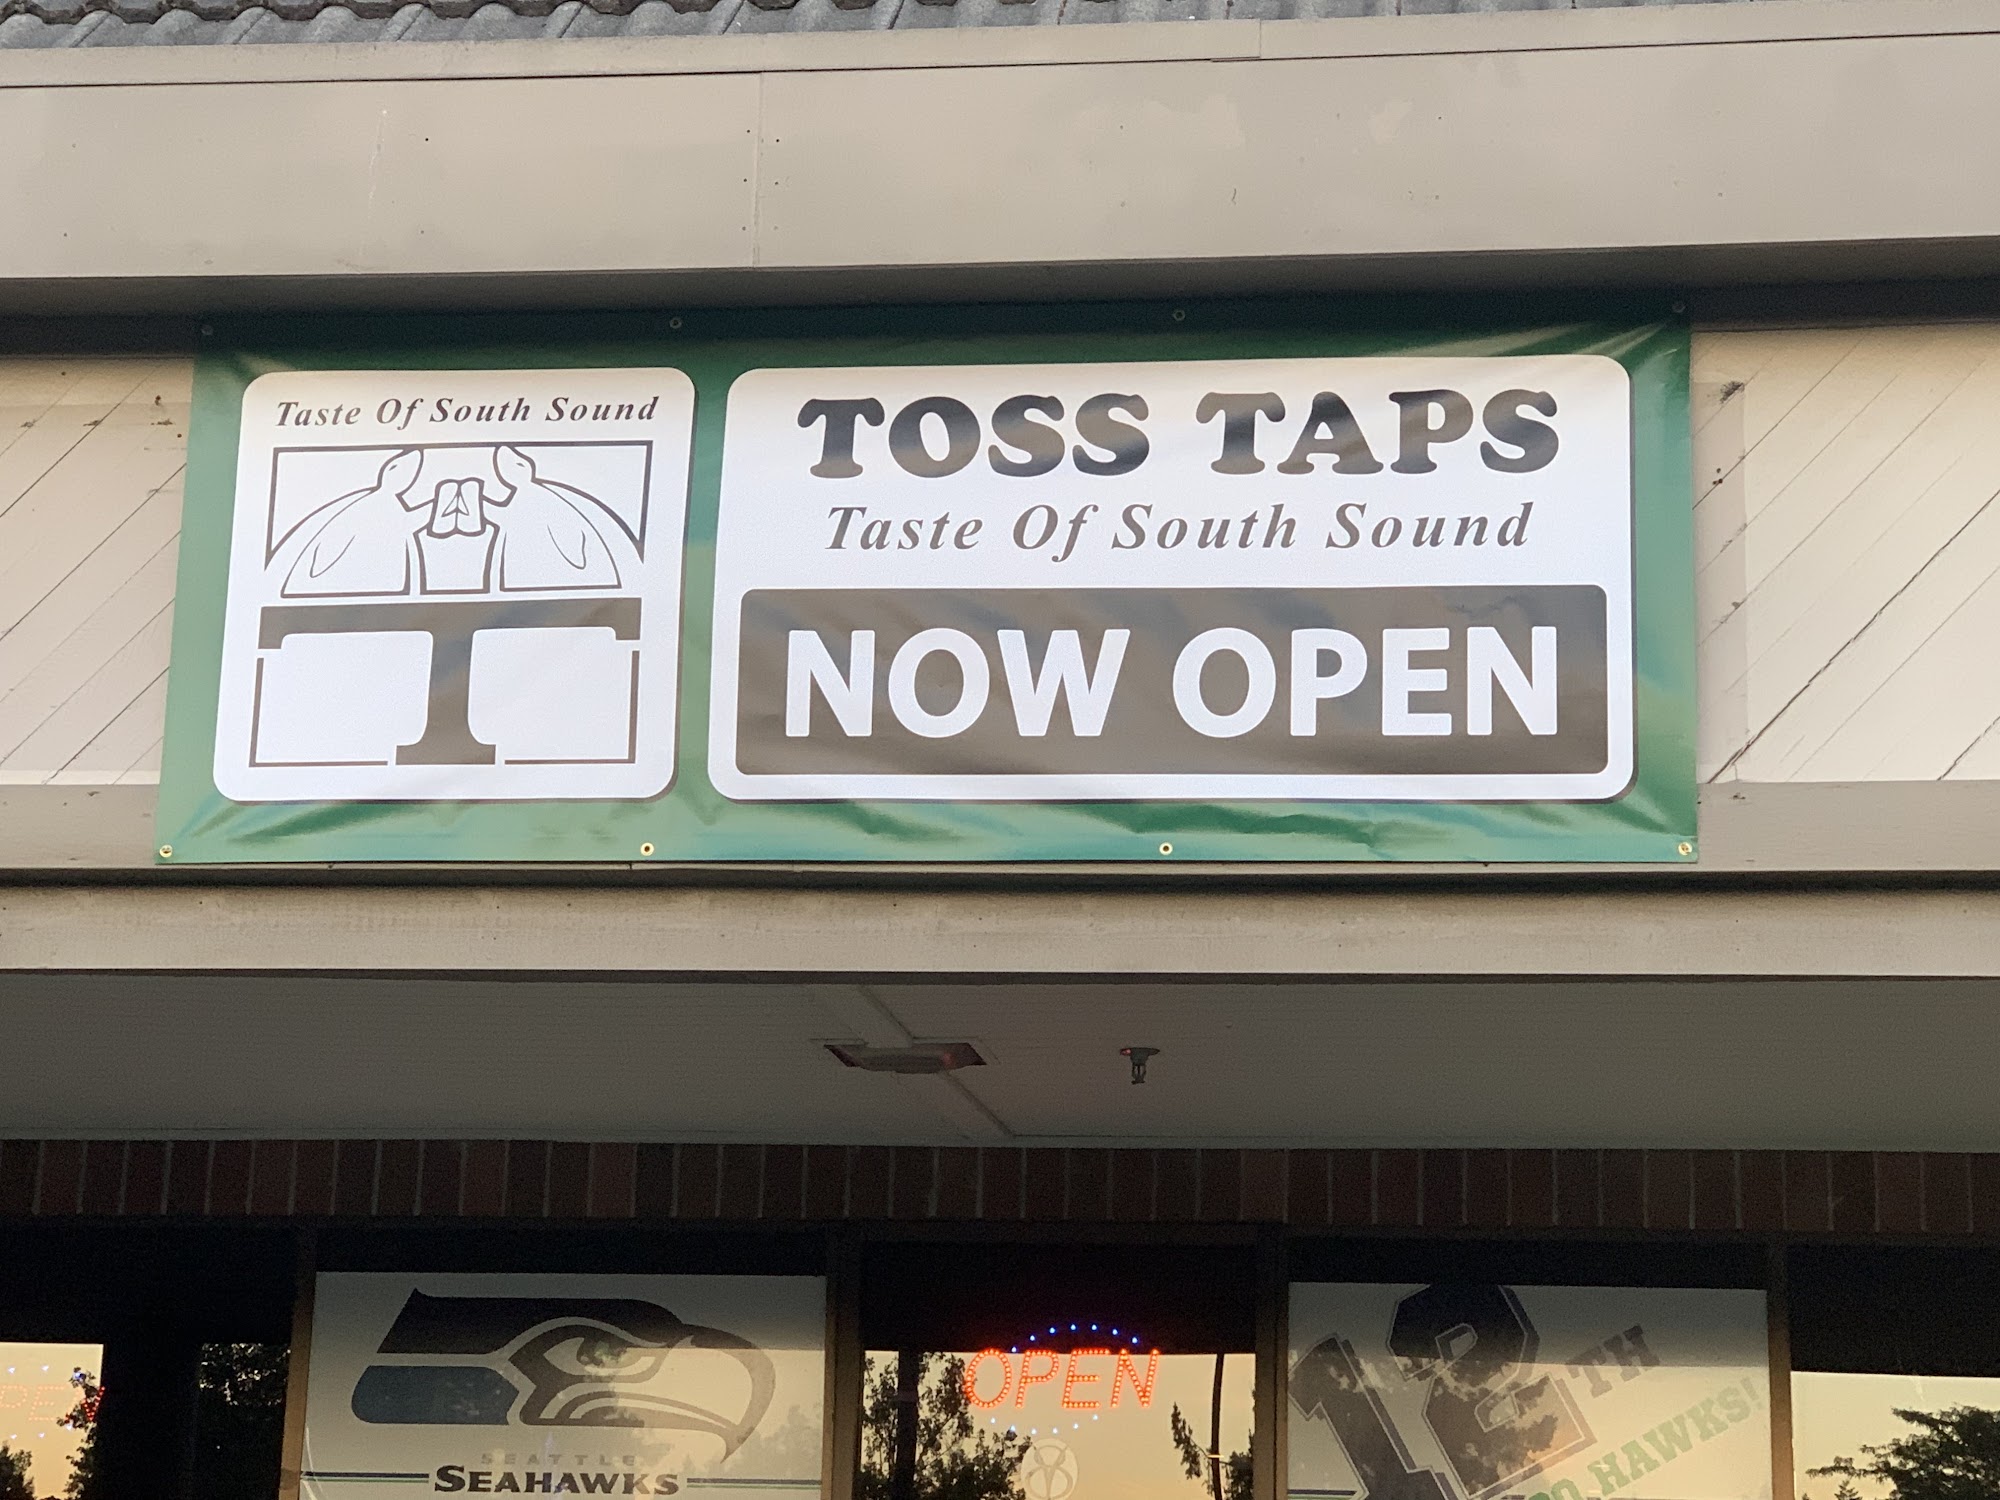 Taste Of South Sound
T
TOSS TAPS
Taste Of South Sound
NOW OPEN
SEATTLE
SEAHAWKS
OPEN
12TH
GO HAWKS!